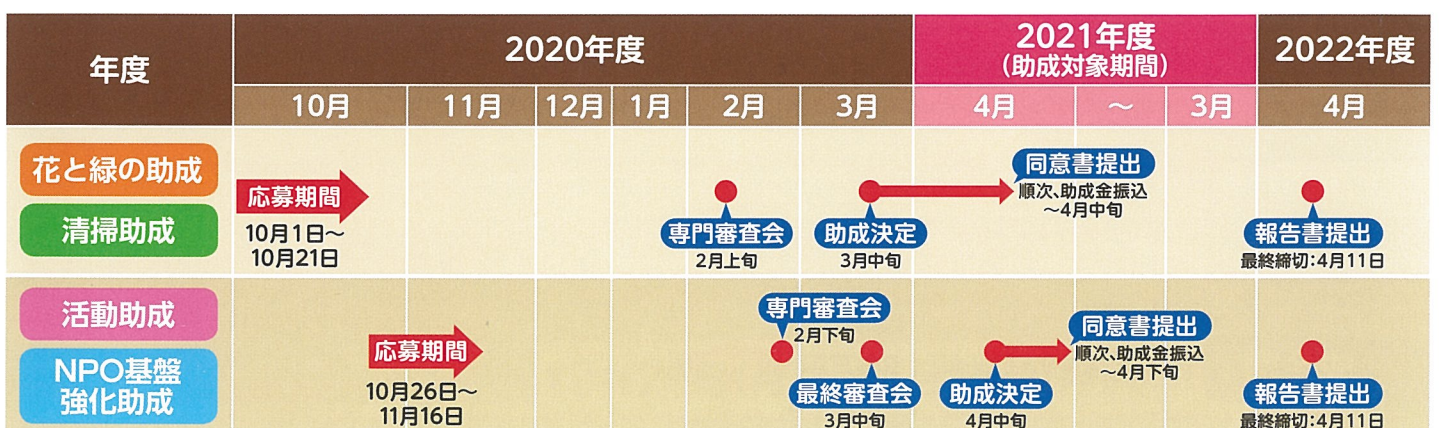 年度
2020年度
2021年度
(助成対象期間)
2022年度
10月
11月
12月
1月
2月
3月
4月
～
3月
4月
花と緑の助成
清掃助成
応募期間
10月1日～
10月21日
専門審査会
2月上旬
助成決定
3月中旬
同意書提出
順次、助成金振込
～4月中旬
報告書提出
最終締切:4月11日
活動助成
NPO基盤
強化助成
応募期間
10月26日～
11月16日
専門審査会
2月下旬
最終審査会
3月中旬
助成決定
4月中旬
同意書提出
順次、助成金振込
～4月下旬
報告書提出
最終締切:4月11日